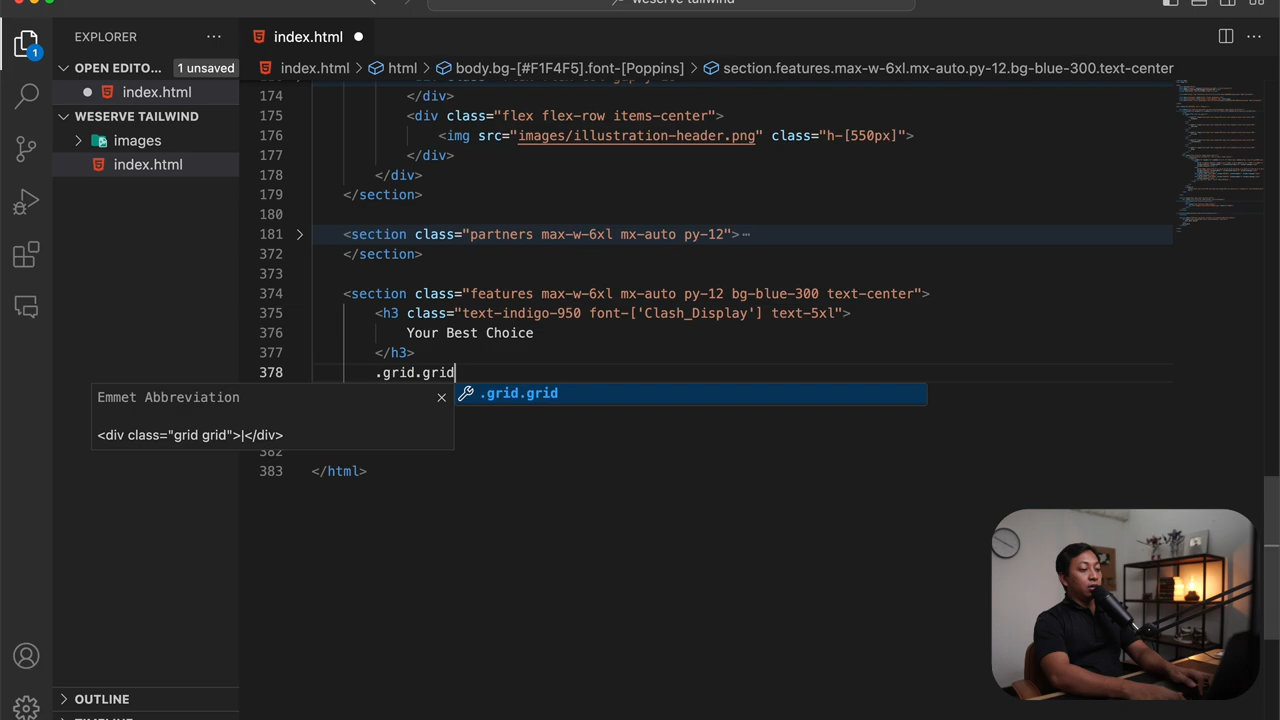 weserve tailwind
EXPLORER
index.html
OPEN EDITO...
1 unsaved
index.html
WESERVE TAILWIND
images
index.html
OUTLINE
1
index.html > html > body.bg-[#F1F4F5].font-[Poppins] > section.features.max-w-6xl.mx-auto.py-12.bg-blue-300.text-center
174 </div>
175 <div class="flex flex-row items-center">
176 <img src="images/illustration-header.png" class="h-[550px]">
177 </div>
178 </div>
179 </section>
180
181 <section class="partners max-w-6xl mx-auto py-12">⋯
372 </section>
373
374 <section class="features max-w-6xl mx-auto py-12 bg-blue-300 text-center">
375 <h3 class="text-indigo-950 font-['Clash_Display'] text-5xl">
376 Your Best Choice
377 </h3>
378 .grid.grid
.grid.grid
Emmet Abbreviation
<div class="grid grid">|</div>
382
383 </html>